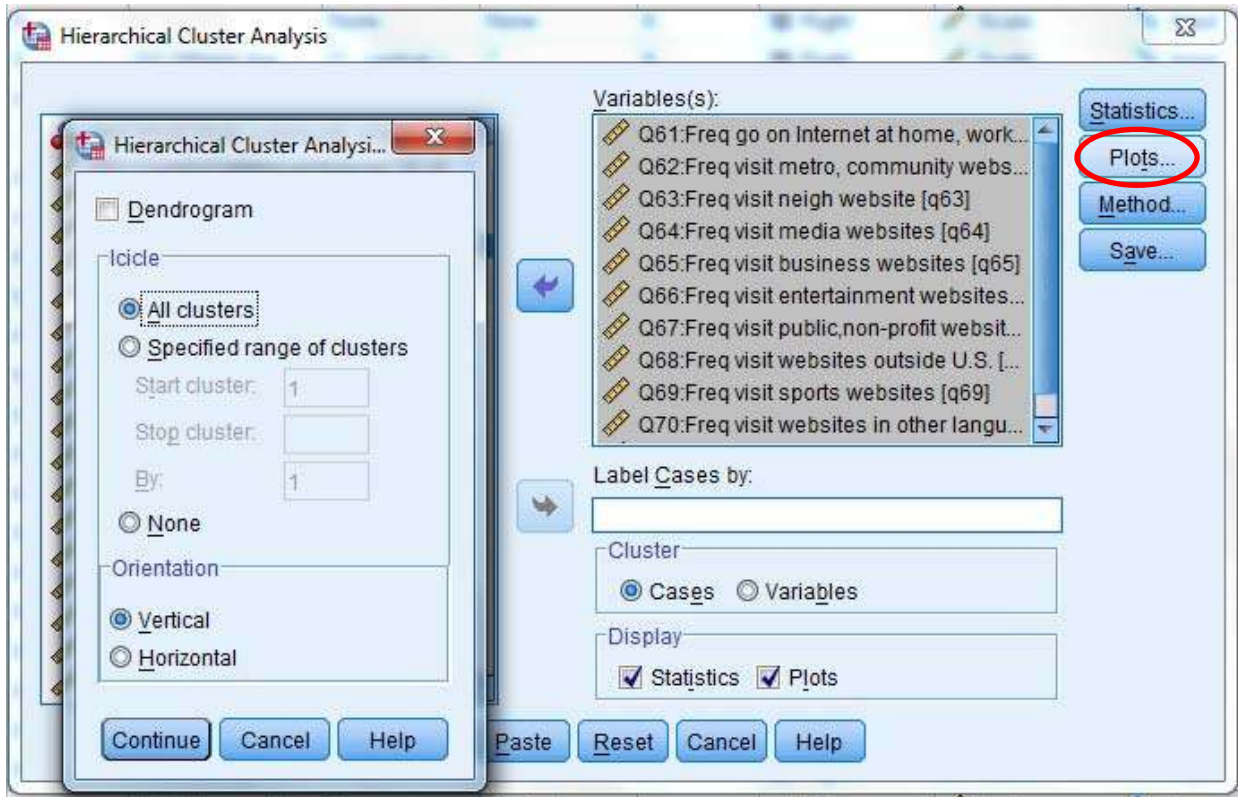 Hierarchical Cluster Analysis
Hierarchical Cluster Analysi...
Dendrogram
Icicle
All clusters
Specified range of clusters
Start cluster: 1
Stop cluster:
By: 1
None
Orientation
Vertical
Horizontal
Continue Cancel Help
Variables(s):
Q61:Freq go on Internet at home, work...
Q62:Freq visit metro, community webs...
Q63:Freq visit neigh website [q63]
Q64:Freq visit media websites [q64]
Q65:Freq visit business websites [q65]
Q66:Freq visit entertainment websites...
Q67:Freq visit public,non-profit websit...
Q68:Freq visit websites outside U.S. [...
Q69:Freq visit sports websites [q69]
Q70:Freq visit websites in other langu...
Statistics...
Plots...
Method...
Save...
Label Cases by:
Cluster
Cases Variables
Display
Statistics Plots
Paste Reset Cancel Help